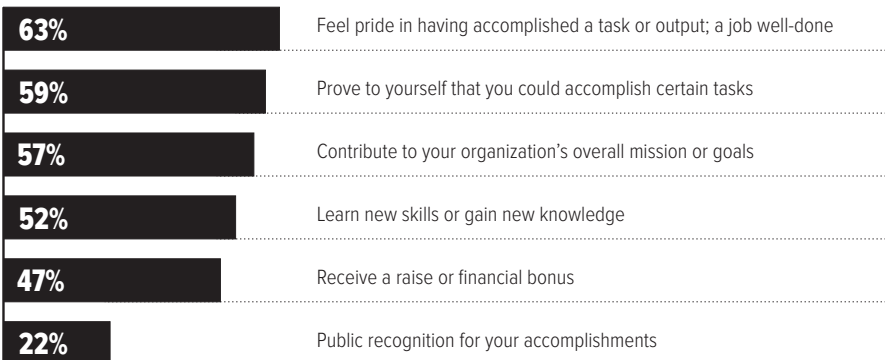 63% Feel pride in having accomplished a task or output; a job well-done
59% Prove to yourself that you could accomplish certain tasks
57% Contribute to your organization’s overall mission or goals
52% Learn new skills or gain new knowledge
47% Receive a raise or financial bonus
22% Public recognition for your accomplishments